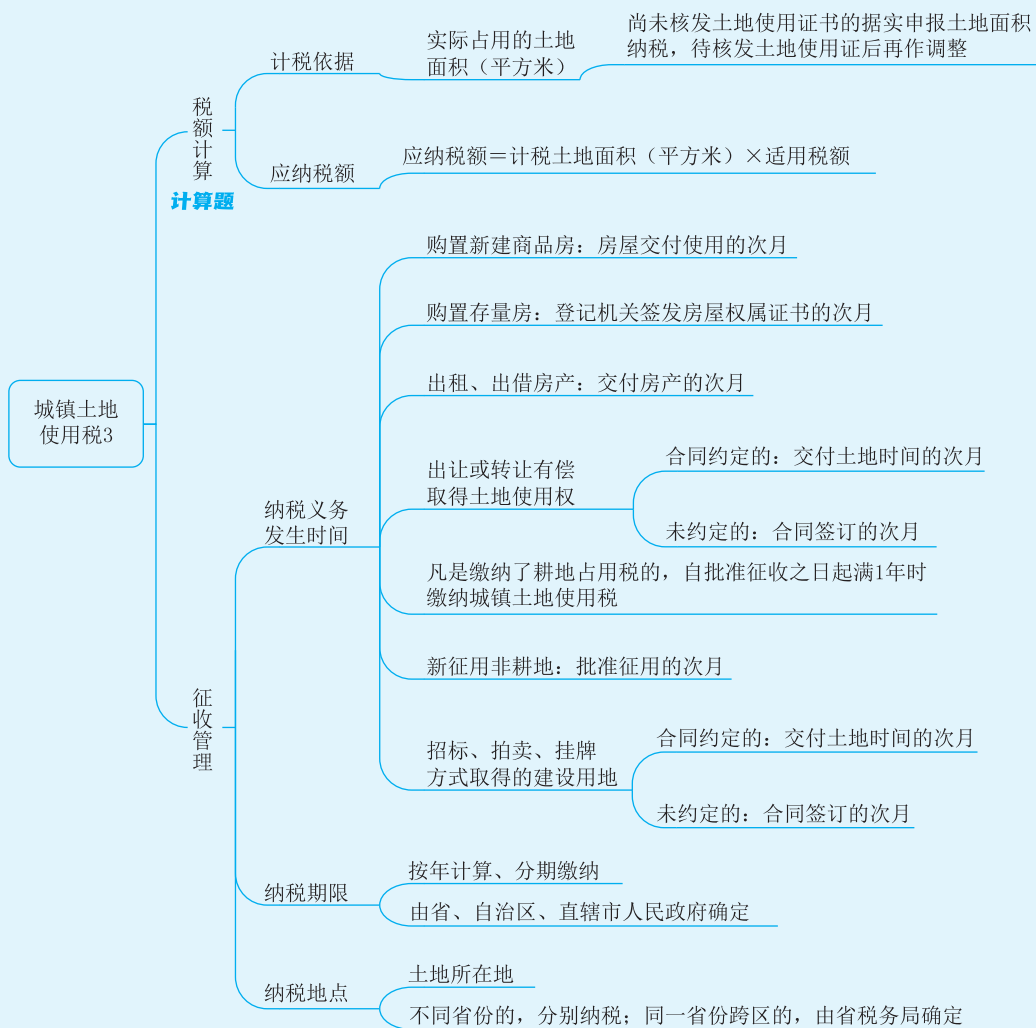 城镇土地
使用税3
税额计算
计算题
计税依据
实际占用的土地
面积（平方米）
尚未核发土地使用证书的据实申报土地面积
纳税，待核发土地使用证后再作调整
应纳税额
应纳税额＝计税土地面积（平方米）×适用税额
征收管理
纳税义务
发生时间
购置新建商品房：房屋交付使用的次月
购置存量房：登记机关签发房屋权属证书的次月
出租、出借房产：交付房产的次月
出让或转让有偿
取得土地使用权
合同约定的：交付土地时间的次月
未约定的：合同签订的次月
凡是缴纳了耕地占用税的，自批准征收之日起满1年时
缴纳城镇土地使用税
新征用非耕地：批准征用的次月
招标、拍卖、挂牌
方式取得的建设用地
合同约定的：交付土地时间的次月
未约定的：合同签订的次月
纳税期限
按年计算、分期缴纳
由省、自治区、直辖市人民政府确定
纳税地点
土地所在地
不同省份的，分别纳税；同一省份跨区的，由省税务局确定